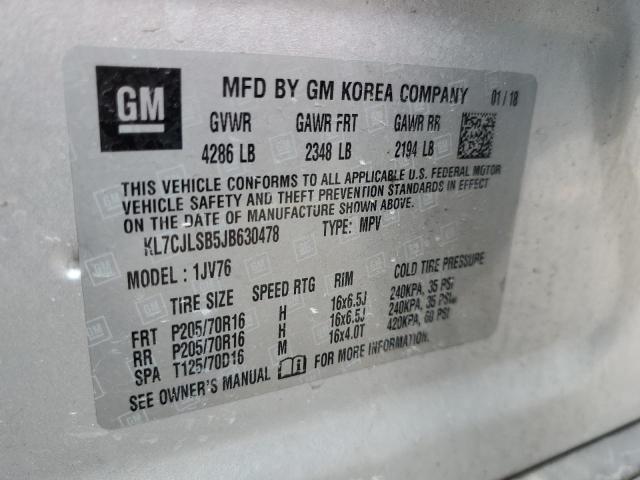 GM
MFD BY GM KOREA COMPANY 01/18
GVWR GAWR FRT GAWR RR
4286 LB 2348 LB 2194 LB
THIS VEHICLE CONFORMS TO ALL APPLICABLE U.S. FEDERAL MOTOR
VEHICLE SAFETY AND THEFT PREVENTION STANDARDS IN EFFECT
ON THE DATE OF MANUFACTURE SHOWN ABOVE.
KL7CJLSB5JB630478 TYPE: MPV
MODEL: 1JV76
TIRE SIZE SPEED RTG RIM COLD TIRE PRESSURE
FRT P205/70R16 H 16x6.5J 240KPA, 35 PSI
RR P205/70R16 H 16x6.5J 240KPA, 35 PSI
SPA T125/70D16 M 16x4.0T 420KPA, 60 PSI
SEE OWNER'S MANUAL FOR MORE INFORMATION.